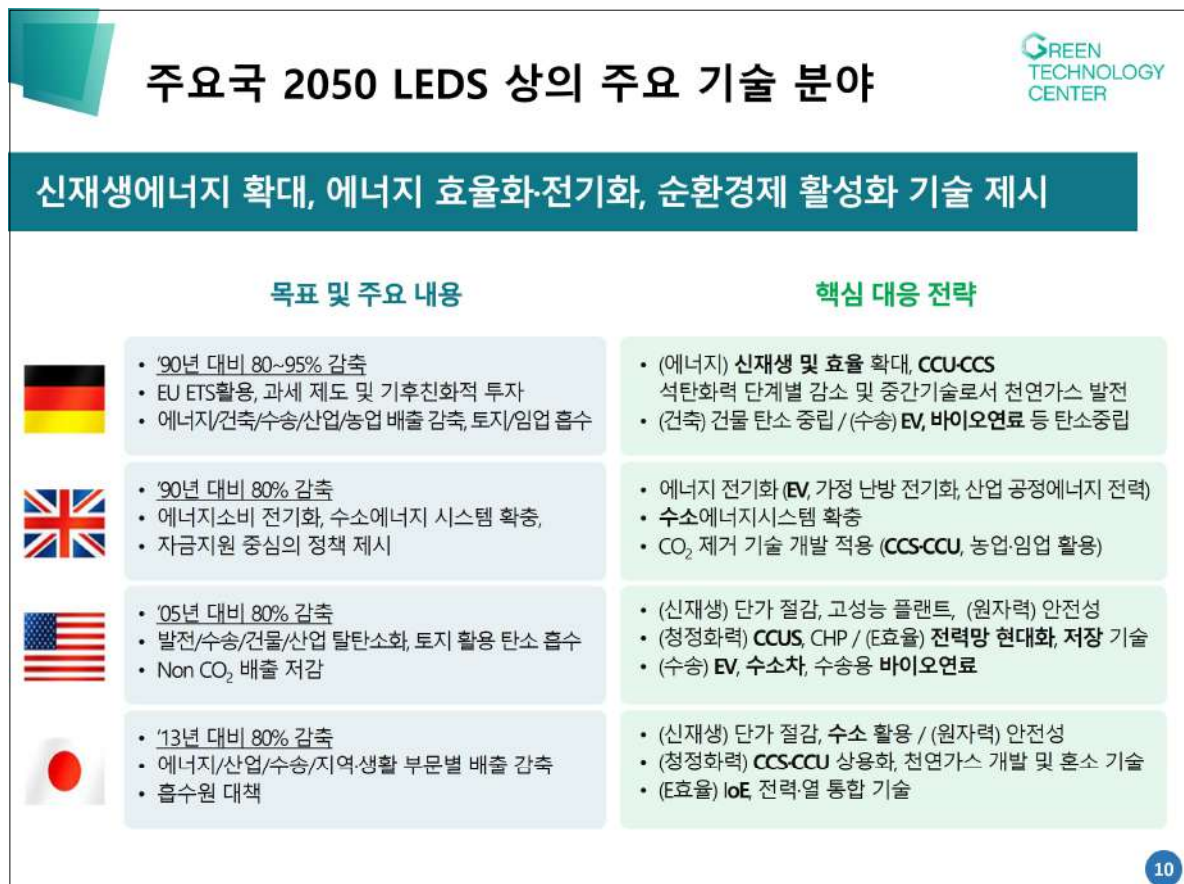 주요국 2050 LEDS 상의 주요 기술 분야
GREEN
TECHNOLOGY
CENTER
신재생에너지 확대, 에너지 효율화·전기화, 순환경제 활성화 기술 제시
목표 및 주요 내용
• '90년 대비 80~95% 감축
• EU ETS활용, 과세 제도 및 기후친화적 투자
• 에너지/건축/수송/산업/농업 배출 감축, 토지/임업 흡수
• '90년 대비 80% 감축
• 에너지소비 전기화, 수소에너지 시스템 확충,
• 자금지원 중심의 정책 제시
• '05년 대비 80% 감축
• 발전/수송/건물/산업 탈탄소화, 토지 활용 탄소 흡수
• Non CO₂ 배출 저감
• '13년 대비 80% 감축
• 에너지/산업/수송/지역·생활 부문별 배출 감축
• 흡수원 대책
핵심 대응 전략
• (에너지) 신재생 및 효율 확대, CCU·CCS
석탄화력 단계별 감소 및 중간기술로서 천연가스 발전
• (건축) 건물 탄소 중립 / (수송) EV, 바이오연료 등 탄소중립
• 에너지 전기화 (EV, 가정 난방 전기화, 산업 공정에너지 전력)
• 수소에너지시스템 확충
• CO₂ 제거 기술 개발 적용 (CCS·CCU, 농업·임업 활용)
• (신재생) 단가 절감, 고성능 플랜트, (원자력) 안전성
• (청정화력) CCUS, CHP / (E효율) 전력망 현대화, 저장 기술
• (수송) EV, 수소차, 수송용 바이오연료
• (신재생) 단가 절감, 수소 활용 / (원자력) 안전성
• (청정화력) CCS·CCU 상용화, 천연가스 개발 및 혼소 기술
• (E효율) IoE, 전력·열 통합 기술
10